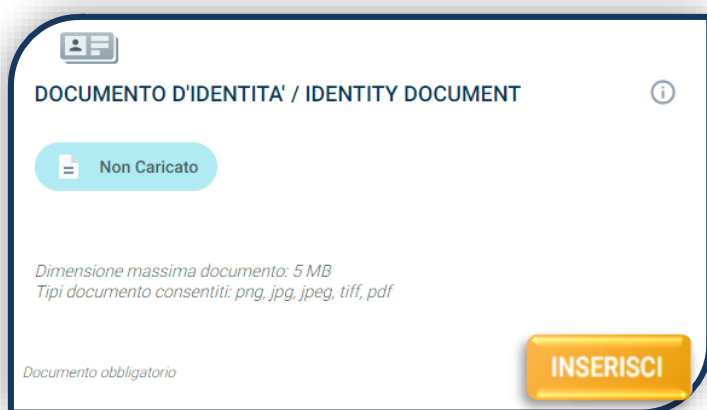 DOCUMENTO D'IDENTITA' / IDENTITY DOCUMENT
Non Caricato
Dimensione massima documento: 5 MB
Tipi documento consentiti: png, jpg, jpeg, tiff, pdf
Documento obbligatorio
INSERISCI